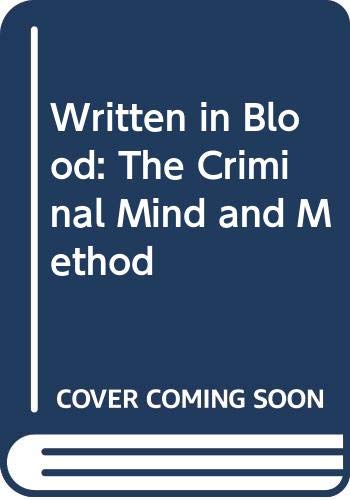 Written in Blo
od: The Crimi
nal Mind and M
ethod
COVER COMING SOON